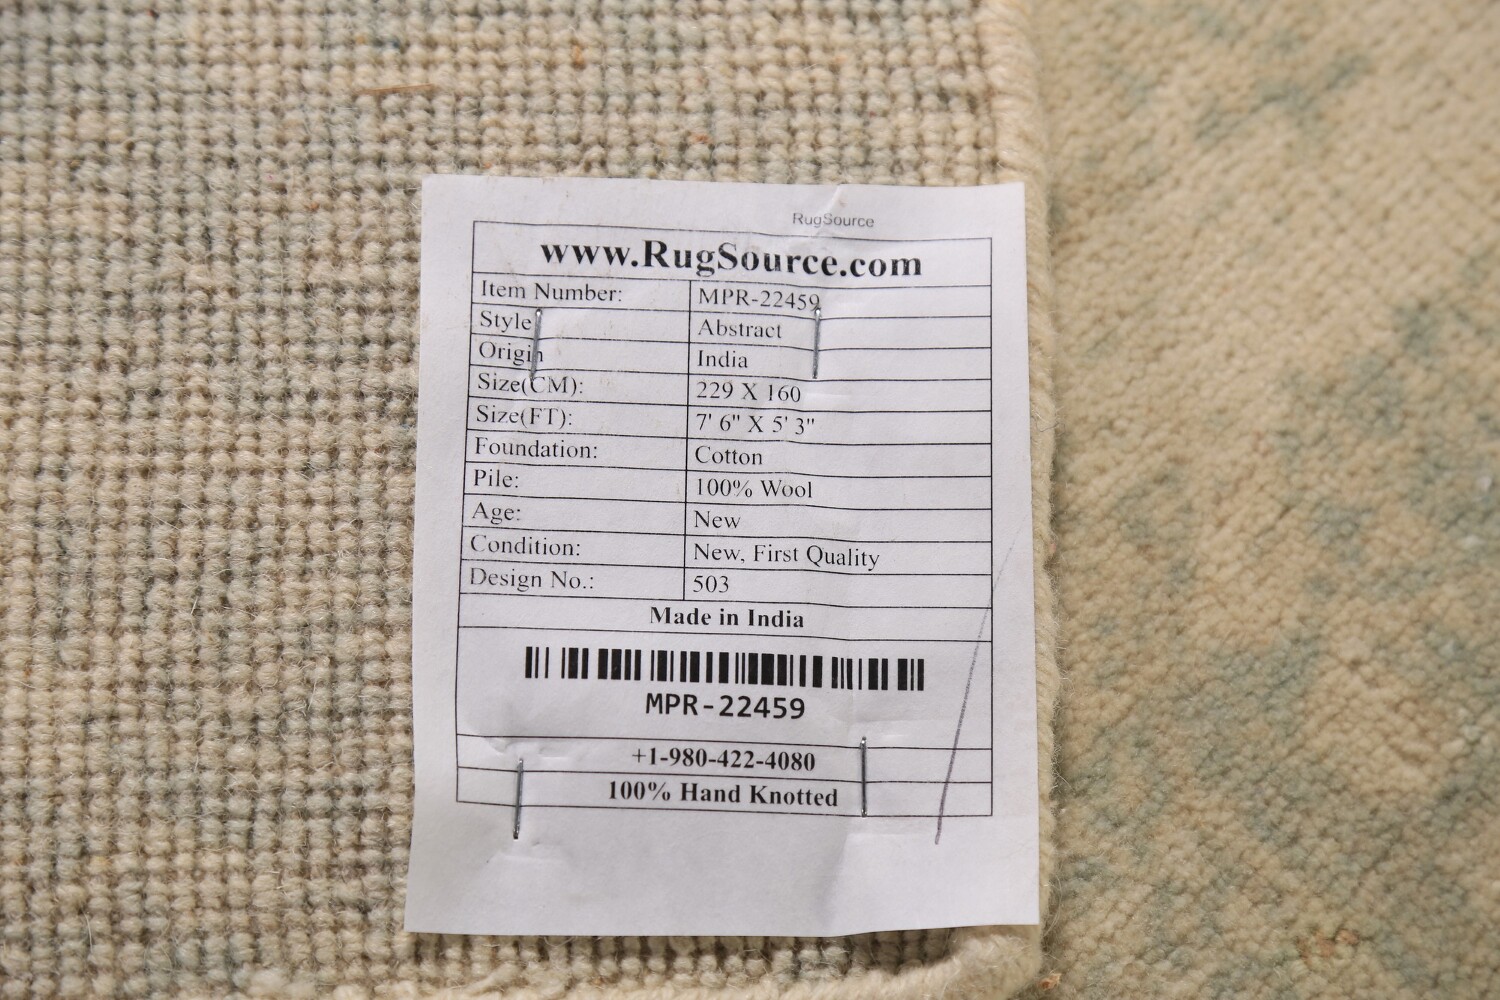 RugSource
www.RugSource.com
Item Number: MPR-22459
Style Abstract
Origin India
Size(CM): 229 X 160
Size(FT): 7' 6" X 5' 3"
Foundation: Cotton
Pile: 100% Wool
Age: New
Condition: New, First Quality
Design No.: 503
Made in India
MPR-22459
+1-980-422-4080
100% Hand Knotted